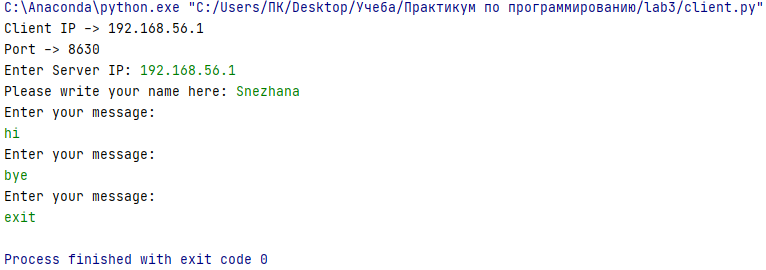 C:\Anaconda\python.exe "C:/Users/ПК/Desktop/Учеба/Практикум по программированию/lab3/client.py"
Client IP -> 192.168.56.1
Port -> 8630
Enter Server IP: 192.168.56.1
Please write your name here: Snezhana
Enter your message:
hi
Enter your message:
bye
Enter your message:
exit
Process finished with exit code 0